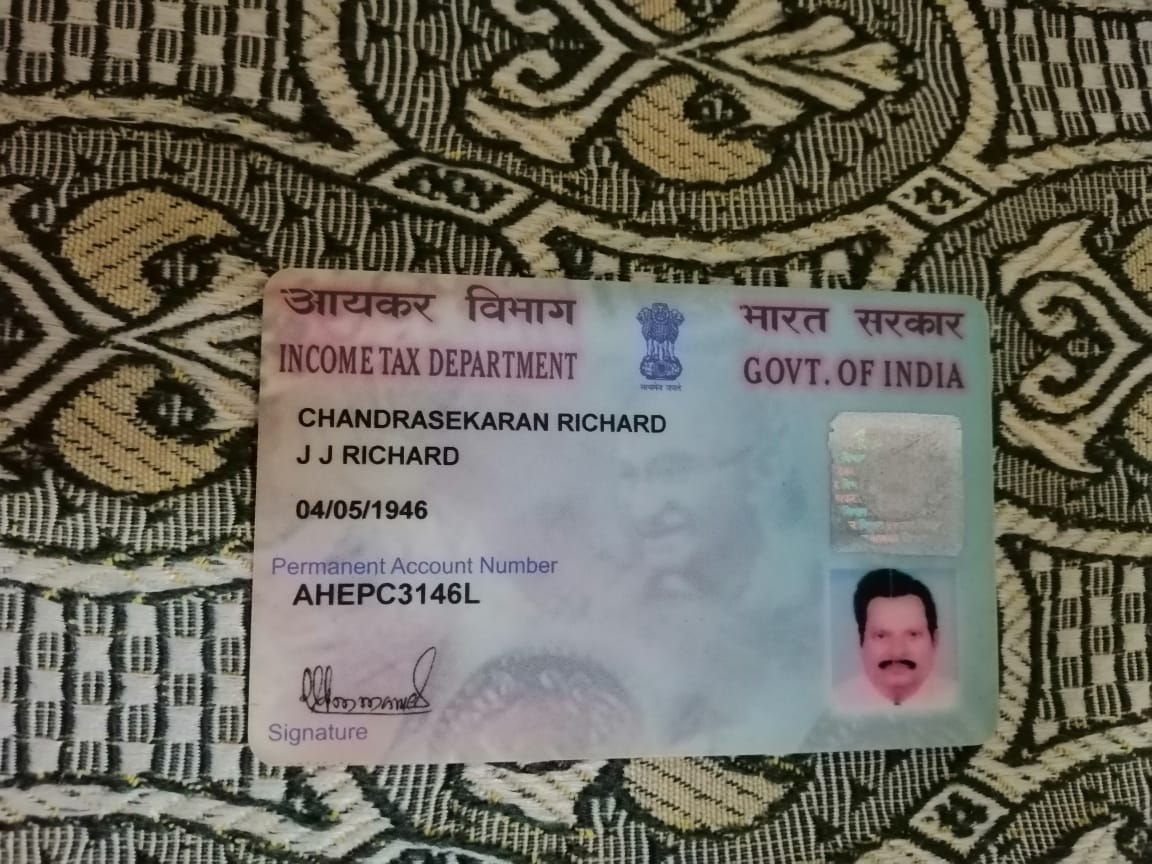 आयकर विभाग
भारत सरकार
INCOME TAX DEPARTMENT
GOVT. OF INDIA
सत्यमेव जयते
CHANDRASEKARAN RICHARD
J J RICHARD
04/05/1946
Permanent Account Number
AHEPC3146L
Signature